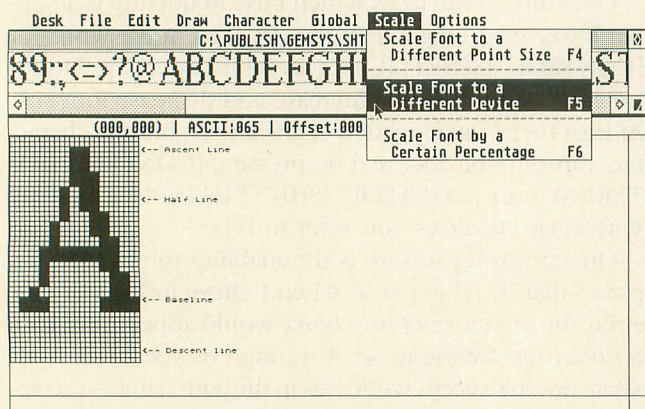 Desk File Edit Draw Character Global Scale Options
C:\PUBLISH\GEMSYS\SHT
Scale Font to a
Different Point Size F4
89:;<=>?@ABCDEFGHI
ST
Scale Font to a
Different Device F5
(000,000) | ASCII:065 | Offset:000
Scale Font by a
Certain Percentage F6
<-- Ascent Line
<-- Half Line
<-- Baseline
<-- Descent line